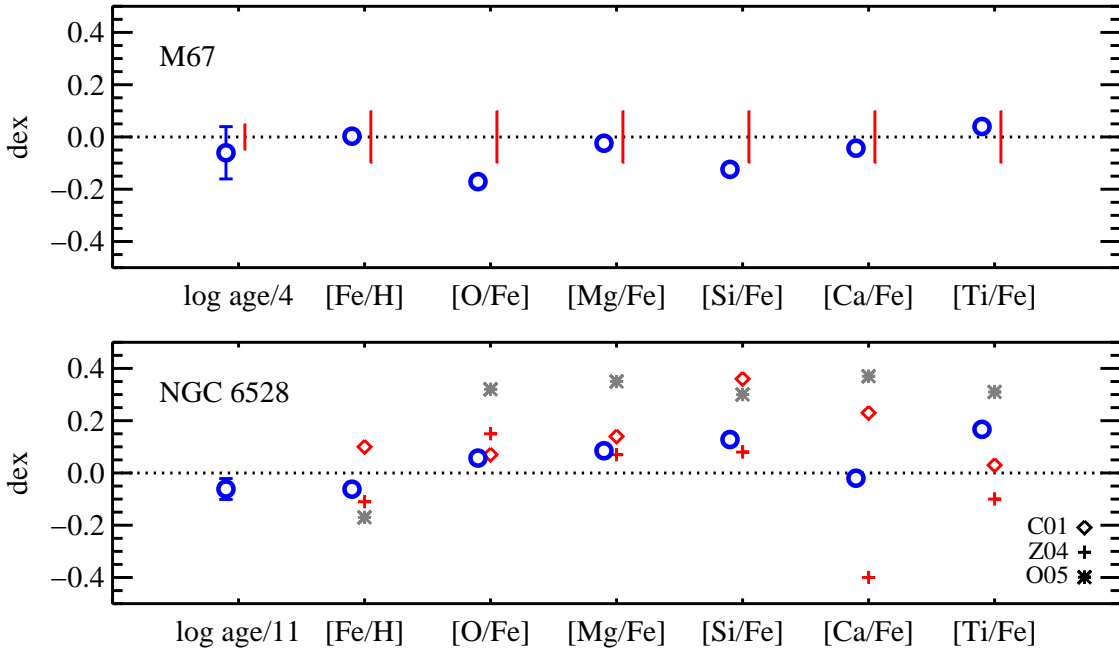 0.4
M67
0.2
dex
0.0
−0.2
−0.4
log age/4 [Fe/H] [O/Fe] [Mg/Fe] [Si/Fe] [Ca/Fe] [Ti/Fe]
0.4
NGC 6528
0.2
dex
0.0
−0.2
C01
Z04
−0.4
O05
log age/11 [Fe/H] [O/Fe] [Mg/Fe] [Si/Fe] [Ca/Fe] [Ti/Fe]